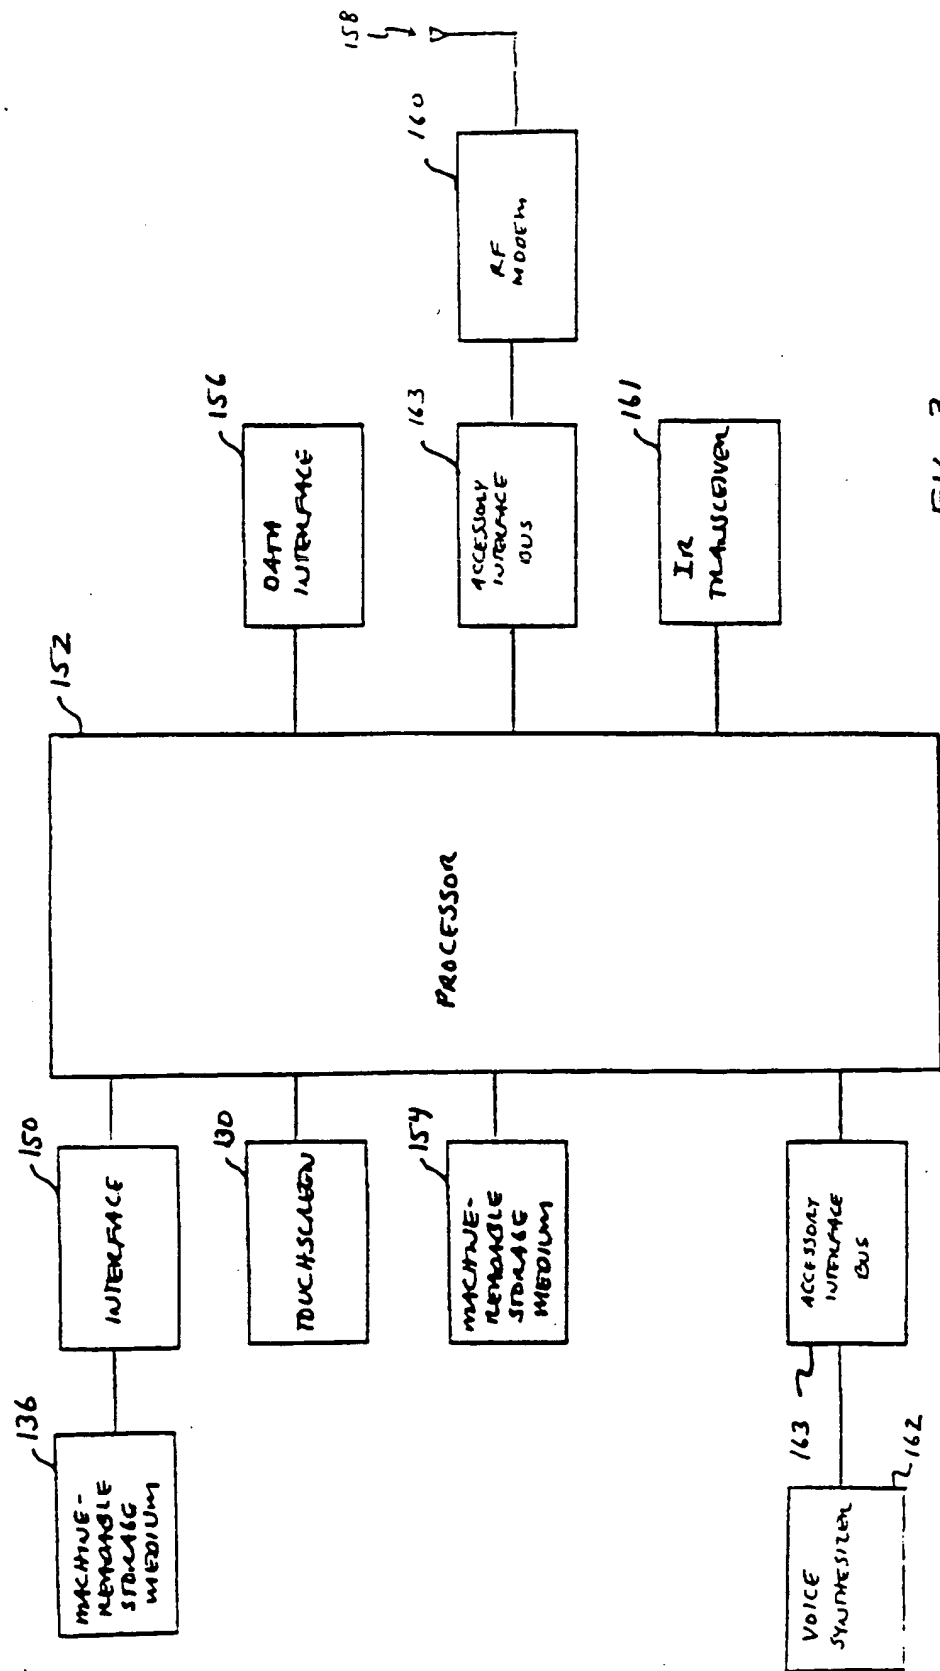 136
MACHINE-
READABLE
STORAGE
MEDIUM
150
INTERFACE
130
TOUCHSCREEN
154
MACHINE-
READABLE
STORAGE
MEDIUM
163
ACCESSORY
INTERFACE
BUS
162
VOICE
SYNTHESIZER
152
PROCESSOR
156
DATA
INTERFACE
163
ACCESSORY
INTERFACE
BUS
160
RF
MODEM
158
161
IR
TRANSCEIVER